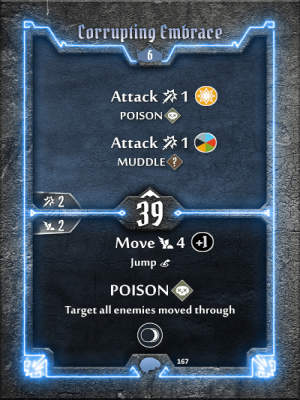 Corrupting Embrace
6
Attack 1
POISON
Attack 1
MUDDLE ?
2
39
2
Move 4 +1
Jump
POISON
Target all enemies moved through
167